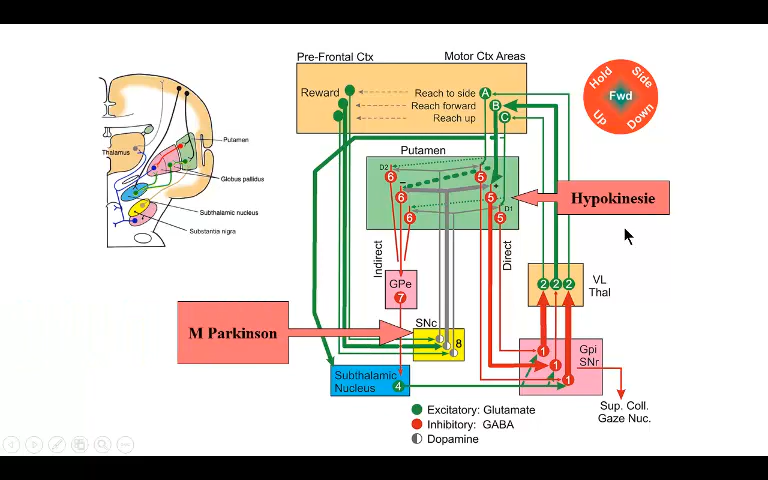 Pre-Frontal Ctx
Motor Ctx Areas
Reward
Reach to side
A
Reach forward
B
Reach up
C
Hold
Side
Fwd
Up
Down
Thalamus
Putamen
Globus pallidus
Subthalamic nucleus
Substantia nigra
Putamen
D2
6
5
6
5
6
5
D1
Hypokinesie
Indirect
Direct
GPe
7
2
2
2
VL
Thal
M Parkinson
SNc
8
Gpi
SNr
1
1
1
Subthalamic
Nucleus
4
Sup. Coll.
Gaze Nuc.
Excitatory: Glutamate
Inhibitory: GABA
Dopamine